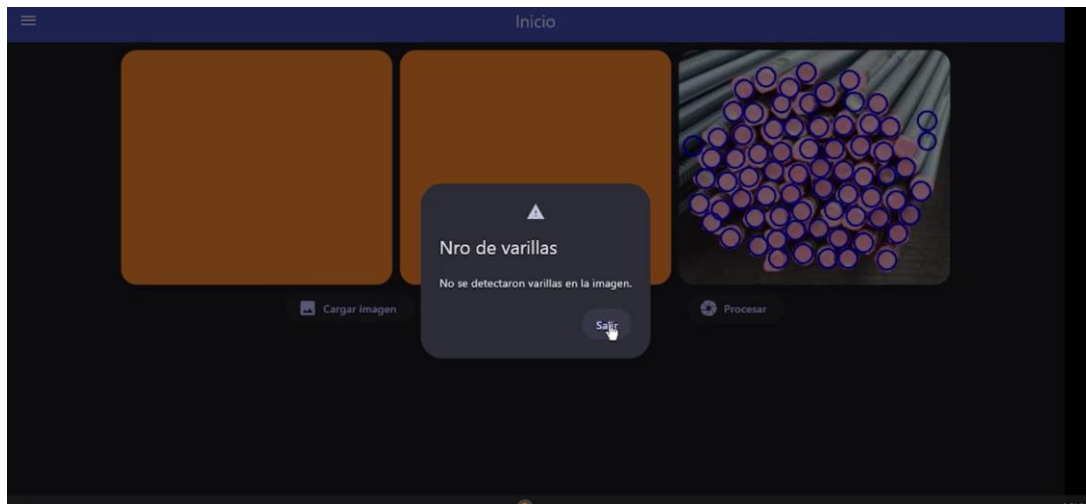 Inicio
Nro de varillas
No se detectaron varillas en la imagen.
Salir
Cargar imagen
Procesar